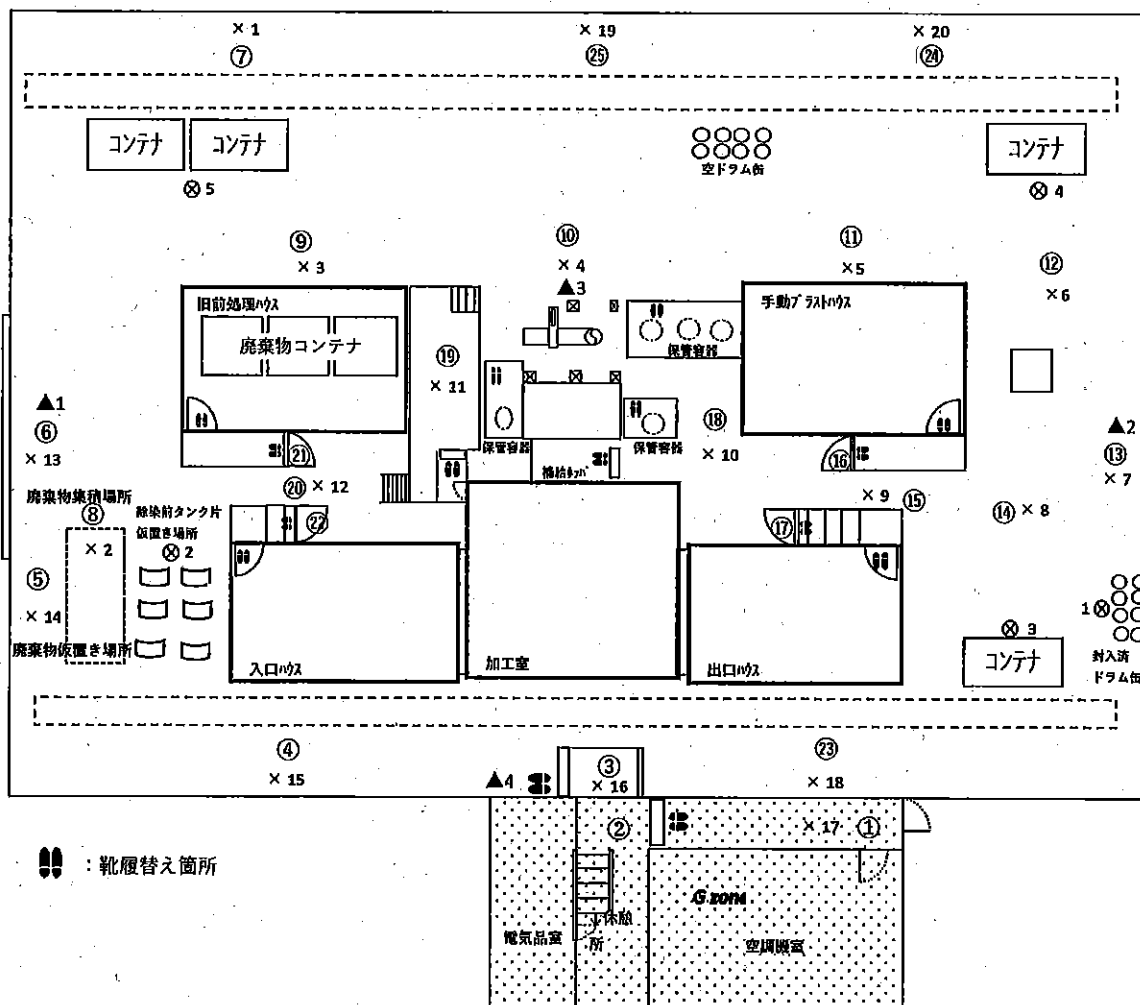 × 1
× 19
× 20
⑦
㉕
㉔
コンテナ
コンテナ
コンテナ
空ドラム缶
⊗ 5
⊗ 4
⑨
⑩
⑪
⑫
× 3
× 4
× 5
× 6
▲3
旧前処理ハウス
手動ブラストハウス
廃棄物コンテナ
保管容器
⑲
× 11
▲1
⑥
× 13
⑱
× 10
▲2
⑬
× 7
保管容器
保管容器
補給ホッパ
㉑
⑯
⑳
× 12
× 9
⑮
⑭
× 8
廃棄物集積場所
⑧
除染前タンク片
仮置き場所
× 2
⊗ 2
㉒
⑰
⑤
× 14
1 ⊗
⊗ 3
廃棄物仮置き場所
入口ハウス
加工室
出口ハウス
コンテナ
封入済
ドラム缶
④
× 15
▲4
③
× 16
㉓
× 18
②
× 17
①
: 靴履替え箇所
G zone
電気品室
休憩
所
空調機室